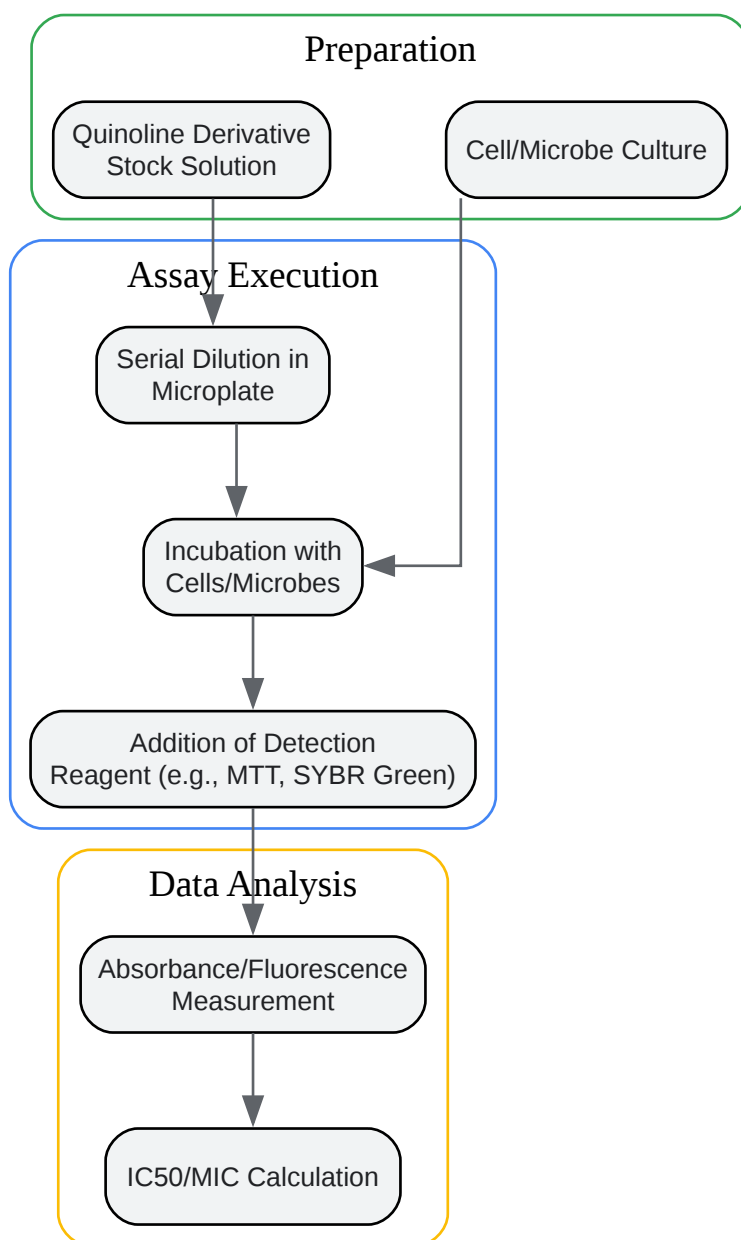 Preparation
Quinoline Derivative
Stock Solution
Cell/Microbe Culture
Assay Execution
Serial Dilution in
Microplate
Incubation with
Cells/Microbes
Addition of Detection
Reagent (e.g., MTT, SYBR Green)
Data Analysis
Absorbance/Fluorescence
Measurement
IC50/MIC Calculation